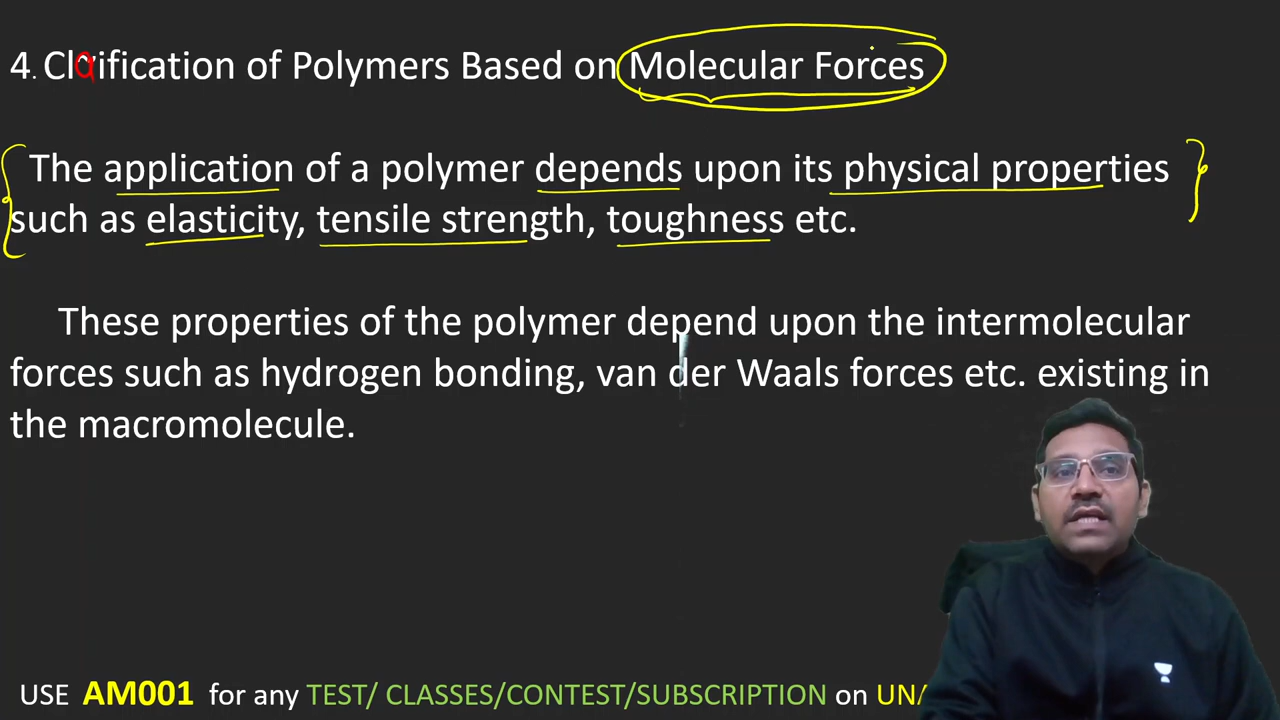 4. Claification of Polymers Based on Molecular Forces
The application of a polymer depends upon its physical properties
such as elasticity, tensile strength, toughness etc.
These properties of the polymer depend upon the intermolecular
forces such as hydrogen bonding, van der Waals forces etc. existing in
the macromolecule.
USE AM001 for any TEST/ CLASSES/CONTEST/SUBSCRIPTION on